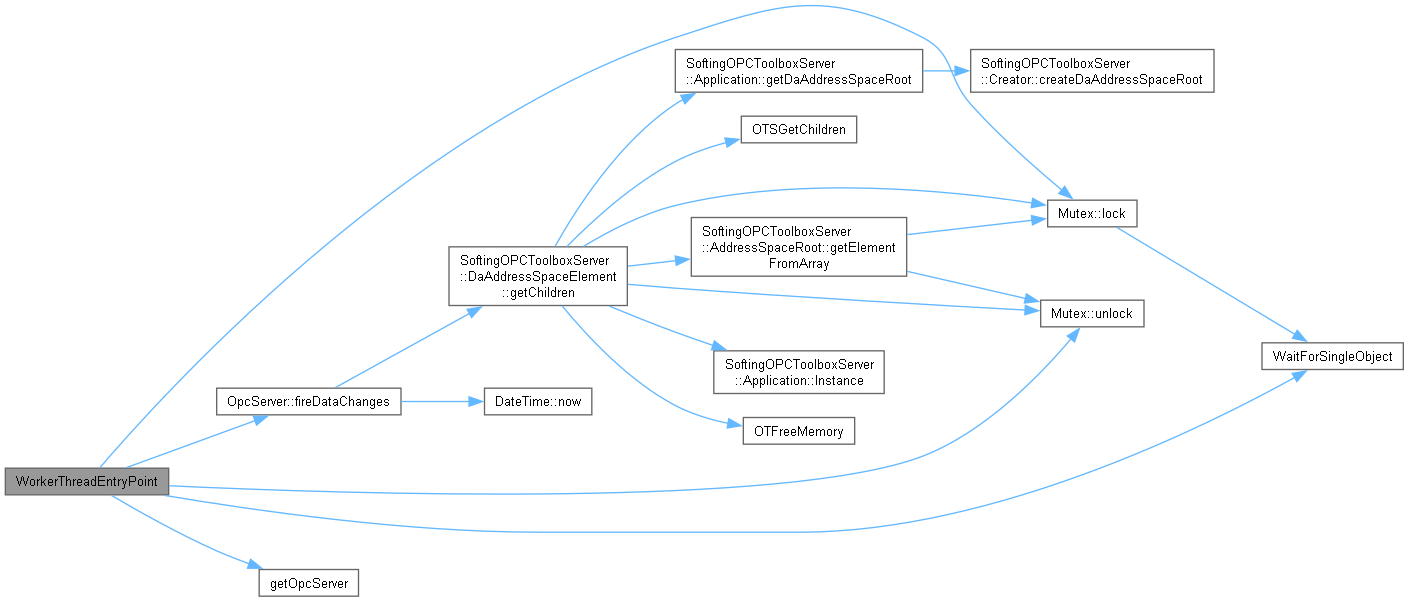 SoftingOPCToolboxServer
::Application::getDaAddressSpaceRoot
SoftingOPCToolboxServer
::Creator::createDaAddressSpaceRoot
OTSGetChildren
Mutex::lock
SoftingOPCToolboxServer
::AddressSpaceRoot::getElement
FromArray
SoftingOPCToolboxServer
::DaAddressSpaceElement
::getChildren
Mutex::unlock
WaitForSingleObject
SoftingOPCToolboxServer
::Application::Instance
OpcServer::fireDataChanges
DateTime::now
OTFreeMemory
WorkerThreadEntryPoint
getOpcServer